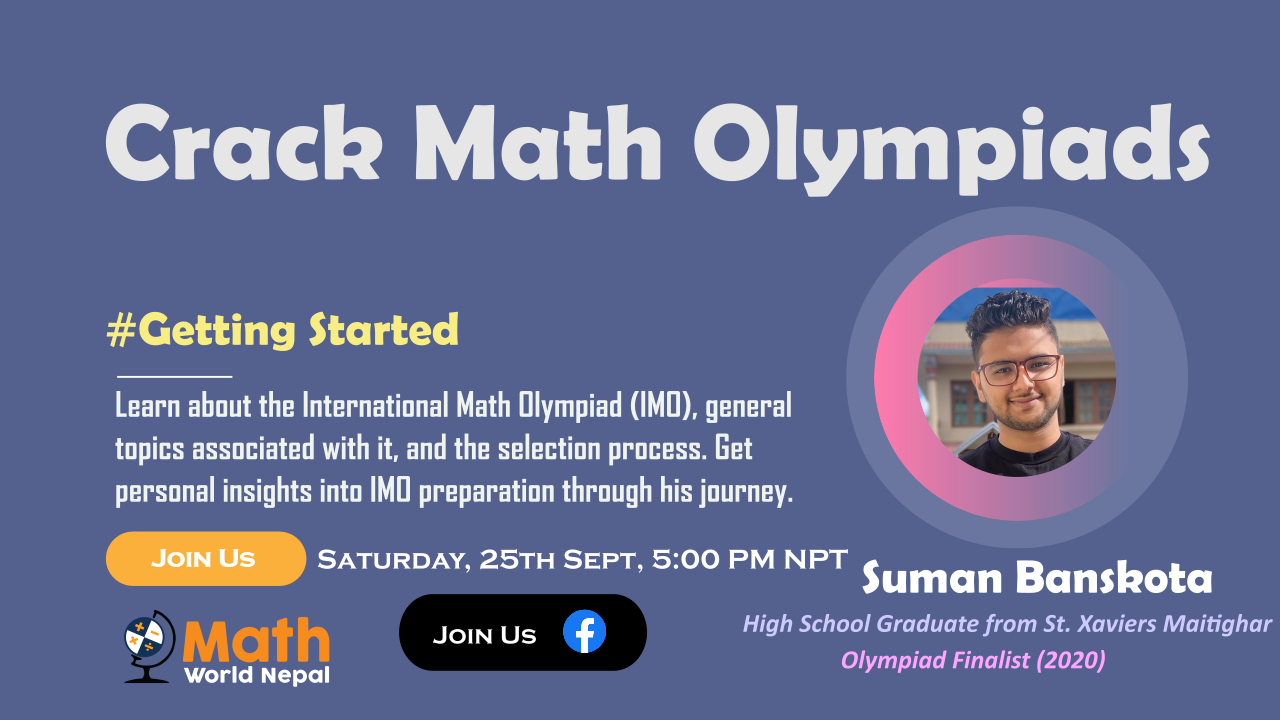 Crack Math Olympiads
#Getting Started
Learn about the International Math Olympiad (IMO), general
topics associated with it, and the selection process. Get
personal insights into IMO preparation through his journey.
Join Us
Saturday, 25th Sept, 5:00 PM NPT
Suman Banskota
High School Graduate from St. Xaviers Maitighar
Olympiad Finalist (2020)
Join Us
Math
World Nepal